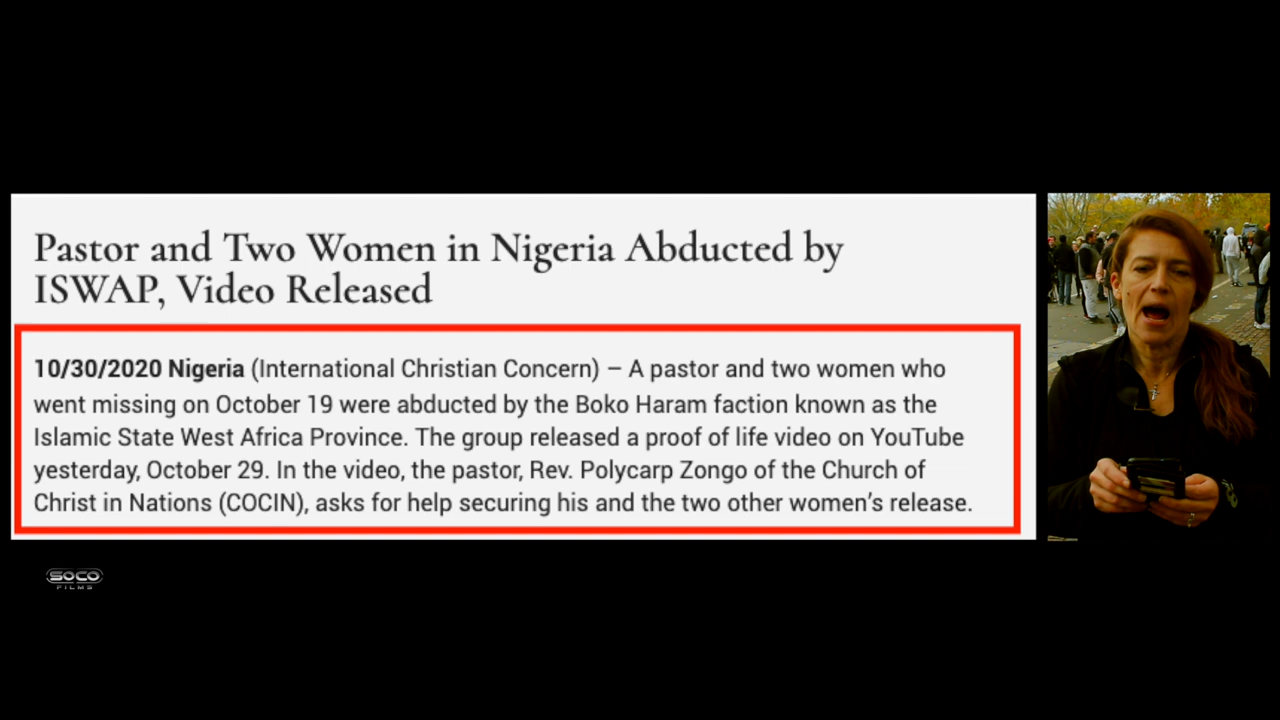 Pastor and Two Women in Nigeria Abducted by
ISWAP, Video Released
10/30/2020 Nigeria (International Christian Concern) – A pastor and two women who
went missing on October 19 were abducted by the Boko Haram faction known as the
Islamic State West Africa Province. The group released a proof of life video on YouTube
yesterday, October 29. In the video, the pastor, Rev. Polycarp Zongo of the Church of
Christ in Nations (COCIN), asks for help securing his and the two other women’s release.
SOCO
FILMS